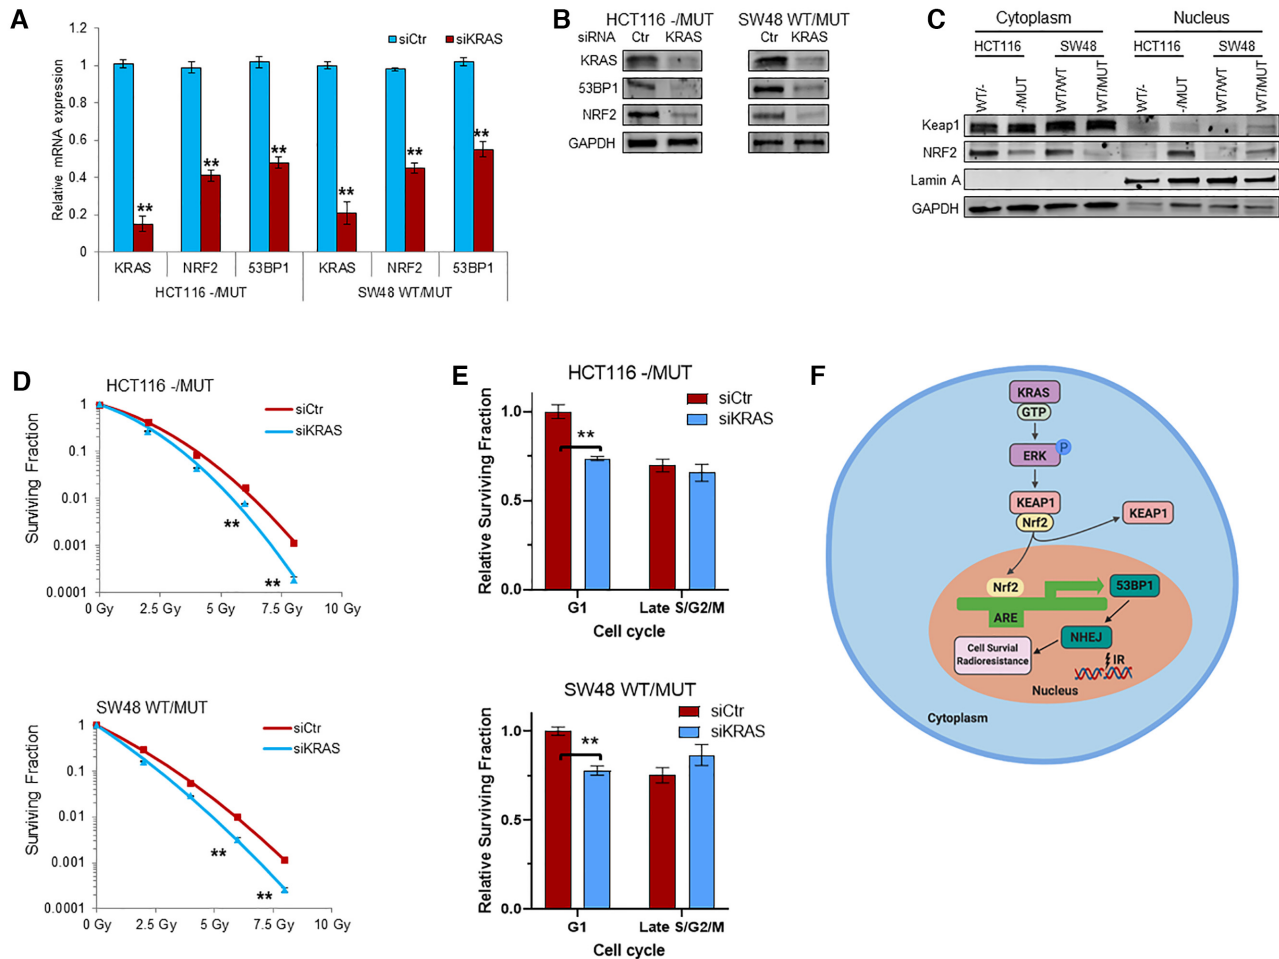 A
1.2
1
0.8
0.6
0.4
0.2
0
Relative mRNA expression
siCtr siKRAS
** ** ** ** ** **
KRAS NRF2 53BP1 KRAS NRF2 53BP1
HCT116 -/MUT SW48 WT/MUT
B
HCT116 -/MUT SW48 WT/MUT
siRNA Ctr KRAS Ctr KRAS
KRAS
53BP1
NRF2
GAPDH
C
Cytoplasm Nucleus
HCT116 SW48 HCT116 SW48
WT/- -/MUT WT/WT WT/MUT WT/- -/MUT WT/WT WT/MUT
Keap1
NRF2
Lamin A
GAPDH
D
HCT116 -/MUT
siCtr
siKRAS
Surviving Fraction
1
0.1
0.01
0.001
0.0001
**
**
0 Gy 2.5 Gy 5 Gy 7.5 Gy 10 Gy
SW48 WT/MUT
siCtr
siKRAS
Surviving Fraction
1
0.1
0.01
0.001
0.0001
**
**
0 Gy 2.5 Gy 5 Gy 7.5 Gy 10 Gy
E
HCT116 -/MUT
siCtr
siKRAS
Relative Surviving Fraction
1.0
0.5
0.0
**
G1 Late S/G2/M
Cell cycle
SW48 WT/MUT
siCtr
siKRAS
Relative Surviving Fraction
1.0
0.5
0.0
**
G1 Late S/G2/M
Cell cycle
F
KRAS
GTP
ERK
P
KEAP1
Nrf2
KEAP1
Nrf2
53BP1
ARE
NHEJ
Cell Survial
Radioresistance
IR
Nucleus
Cytoplasm